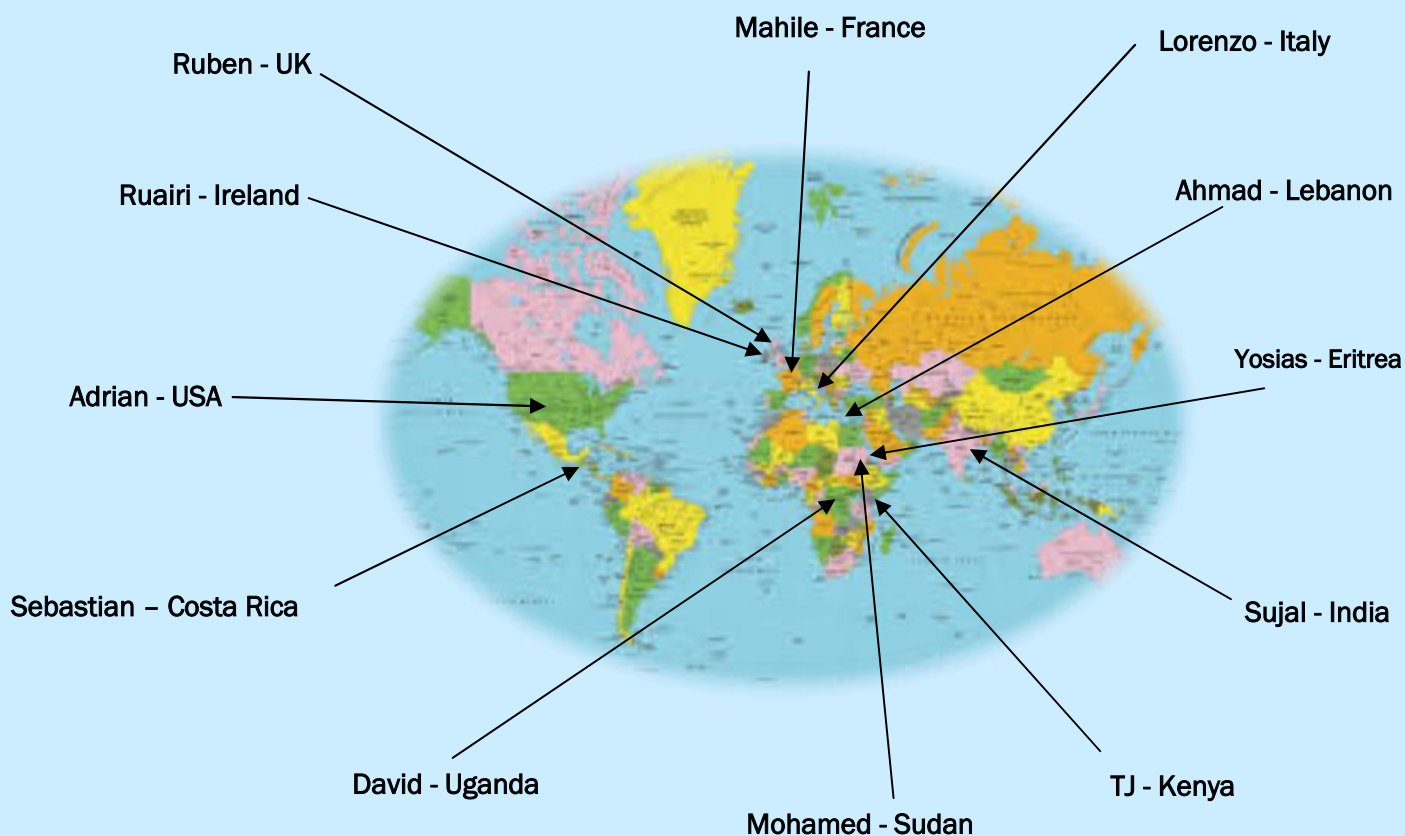 Mahile - France
Lorenzo - Italy
Ruben - UK
Ruairi - Ireland
Ahmad - Lebanon
Yosias - Eritrea
Adrian - USA
Sebastian – Costa Rica
Sujal - India
David - Uganda
TJ - Kenya
Mohamed - Sudan